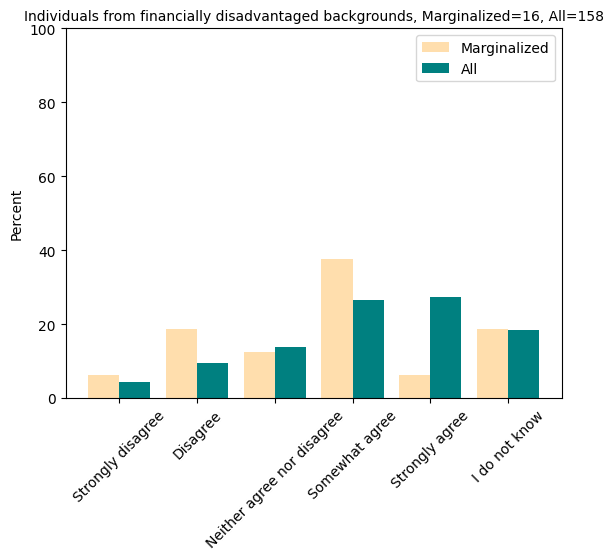 Individuals from financially disadvantaged backgrounds, Marginalized=16, All=158
Marginalized
All
Percent
100
80
60
40
20
0
Strongly disagree
Disagree
Neither agree nor disagree
Somewhat agree
Strongly agree
I do not know